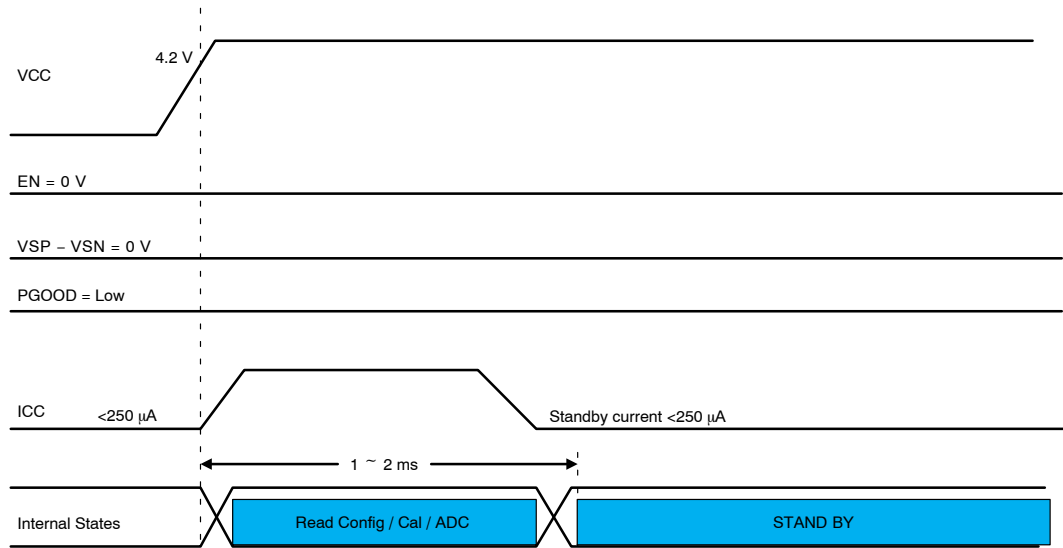 4.2 V
VCC
EN = 0 V
VSP – VSN = 0 V
PGOOD = Low
ICC <250 μA Standby current <250 μA
1 ~ 2 ms
Internal States Read Config / Cal / ADC STAND BY